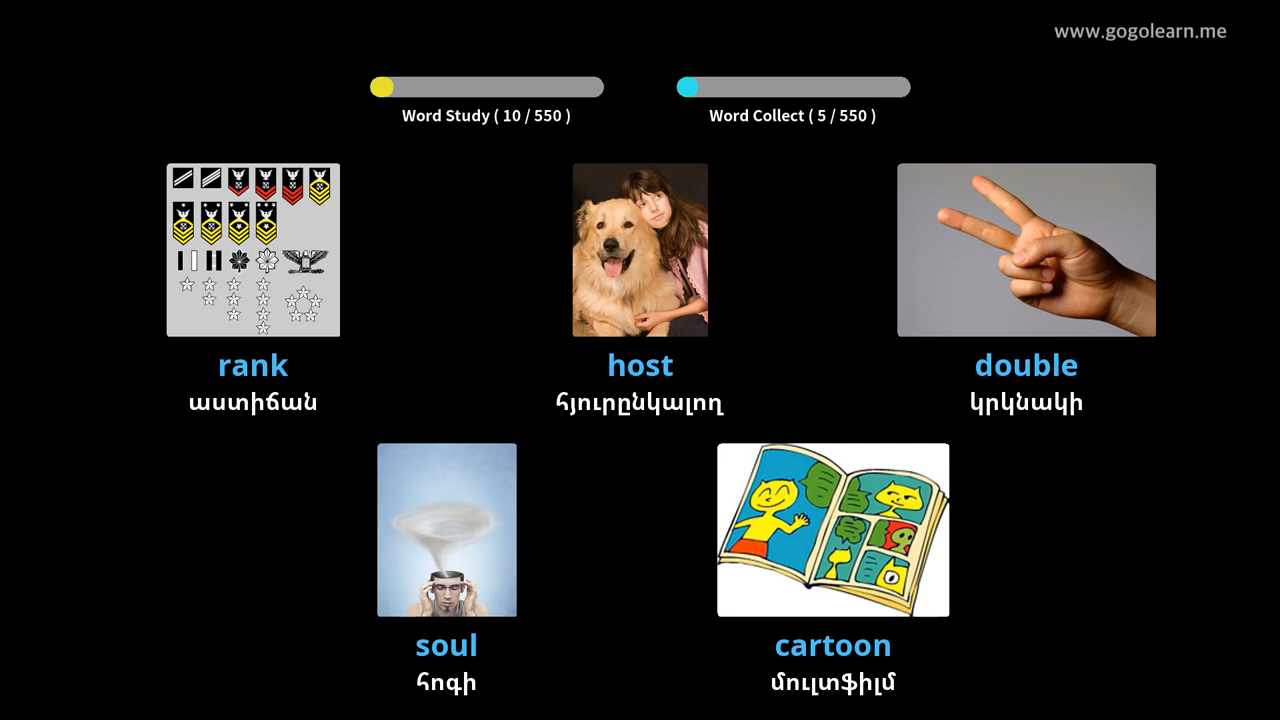 www.gogolearn.me
Word Study ( 10 / 550 )
Word Collect ( 5 / 550 )
rank
host
double
աստիճան
հյուրընկալող
կրկնակի
soul
cartoon
հոգի
մուլտֆիլմ